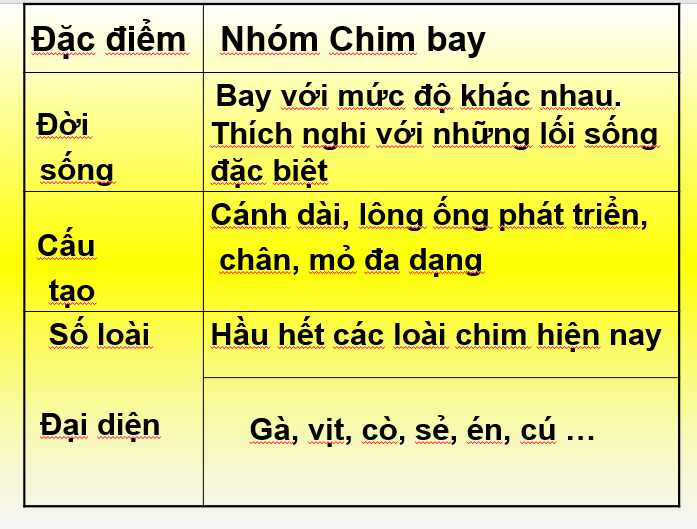 Đặc điểm
Nhóm Chim bay
Đời
sống
Bay với mức độ khác nhau.
Thích nghi với những lối sống
đặc biệt
Cấu
tạo
Cánh dài, lông ống phát triển,
chân, mỏ đa dạng
Số loài
Hầu hết các loài chim hiện nay
Đại diện
Gà, vịt, cò, sẻ, én, cú ...